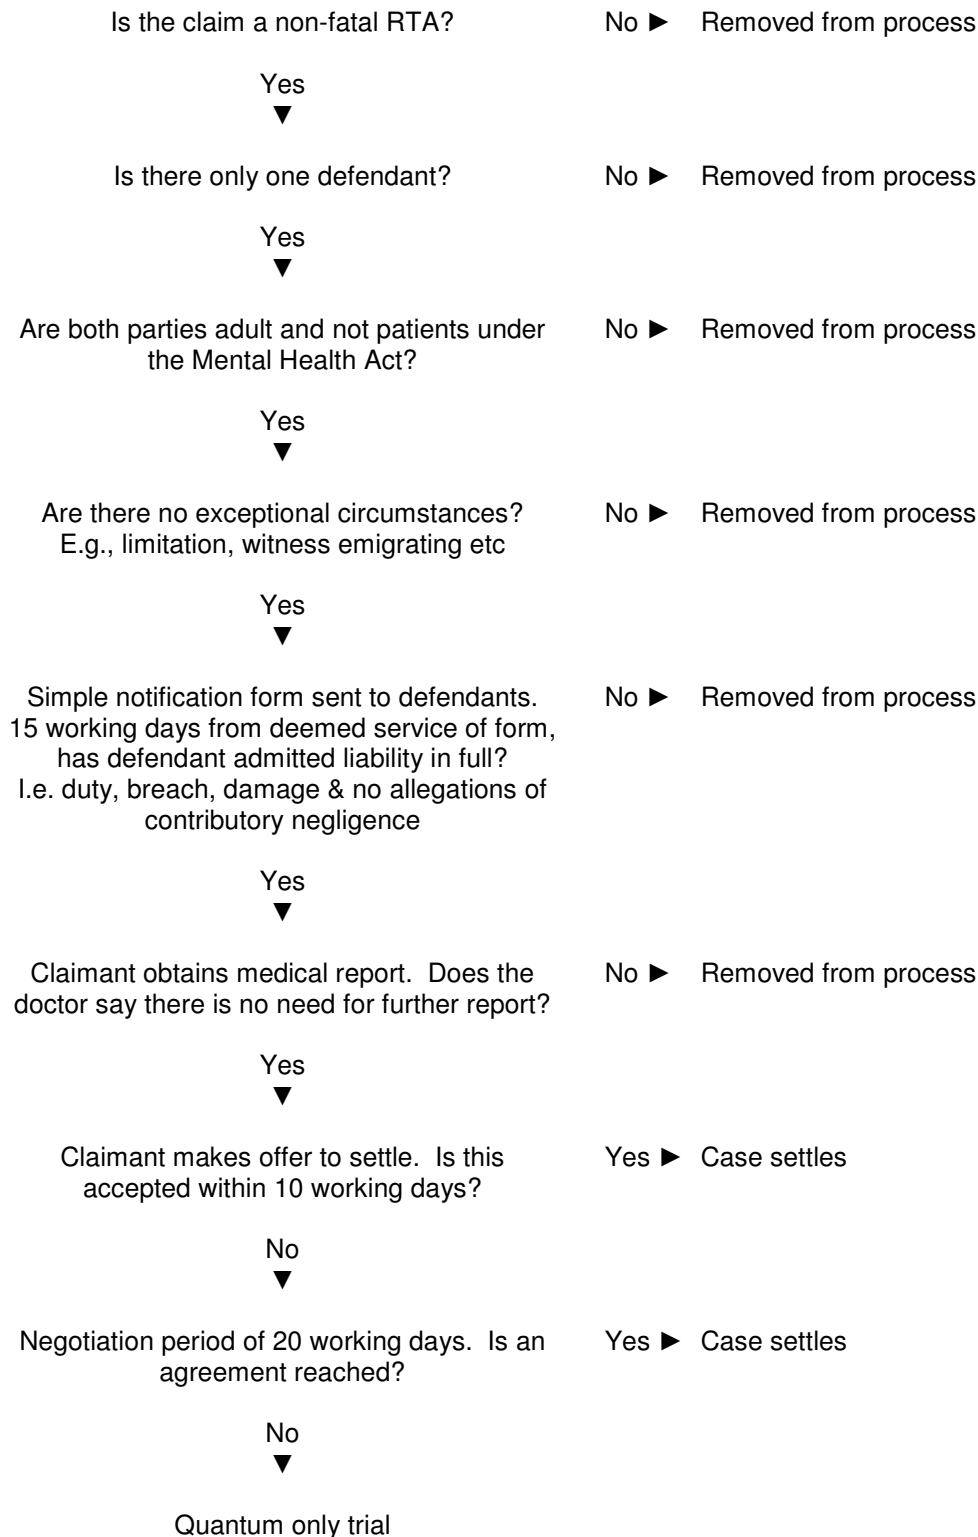 Is the claim a non-fatal RTA? No ► Removed from process
Yes
▼
Is there only one defendant? No ► Removed from process
Yes
▼
Are both parties adult and not patients under No ► Removed from process
the Mental Health Act?
Yes
▼
Are there no exceptional circumstances? No ► Removed from process
E.g., limitation, witness emigrating etc
Yes
▼
Simple notification form sent to defendants. No ► Removed from process
15 working days from deemed service of form,
has defendant admitted liability in full?
I.e. duty, breach, damage & no allegations of
contributory negligence
Yes
▼
Claimant obtains medical report. Does the No ► Removed from process
doctor say there is no need for further report?
Yes
▼
Claimant makes offer to settle. Is this Yes ► Case settles
accepted within 10 working days?
No
▼
Negotiation period of 20 working days. Is an Yes ► Case settles
agreement reached?
No
▼
Quantum only trial